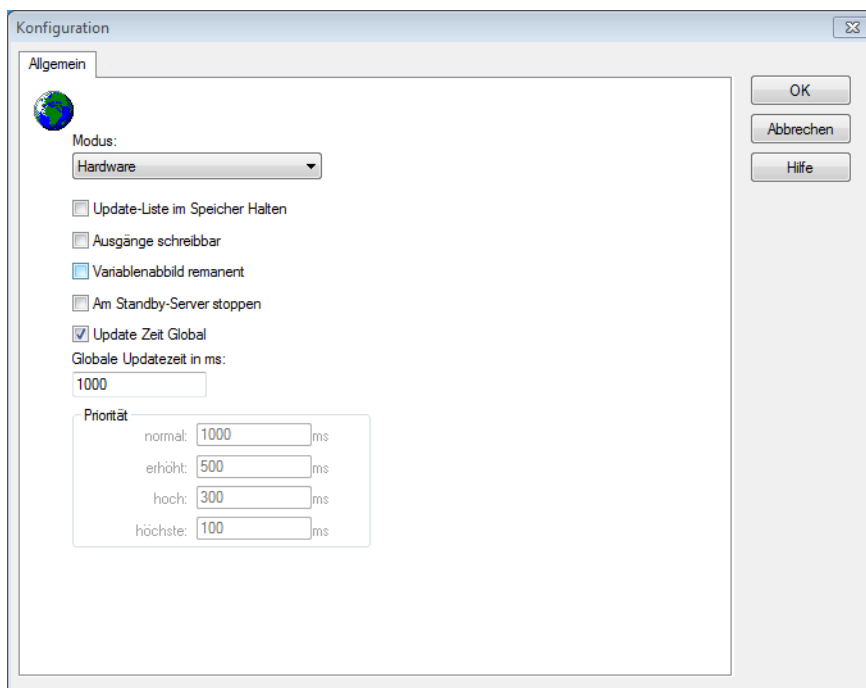 Konfiguration
Allgemein
OK
Abbrechen
Hilfe
Modus:
Hardware
Update-Liste im Speicher Halten
Ausgänge schreibbar
Variablenabbild remanent
Am Standby-Server stoppen
Update Zeit Global
Globale Updatezeit in ms:
1000
Priorität
normal: 1000 ms
erhöht: 500 ms
hoch: 300 ms
höchste: 100 ms